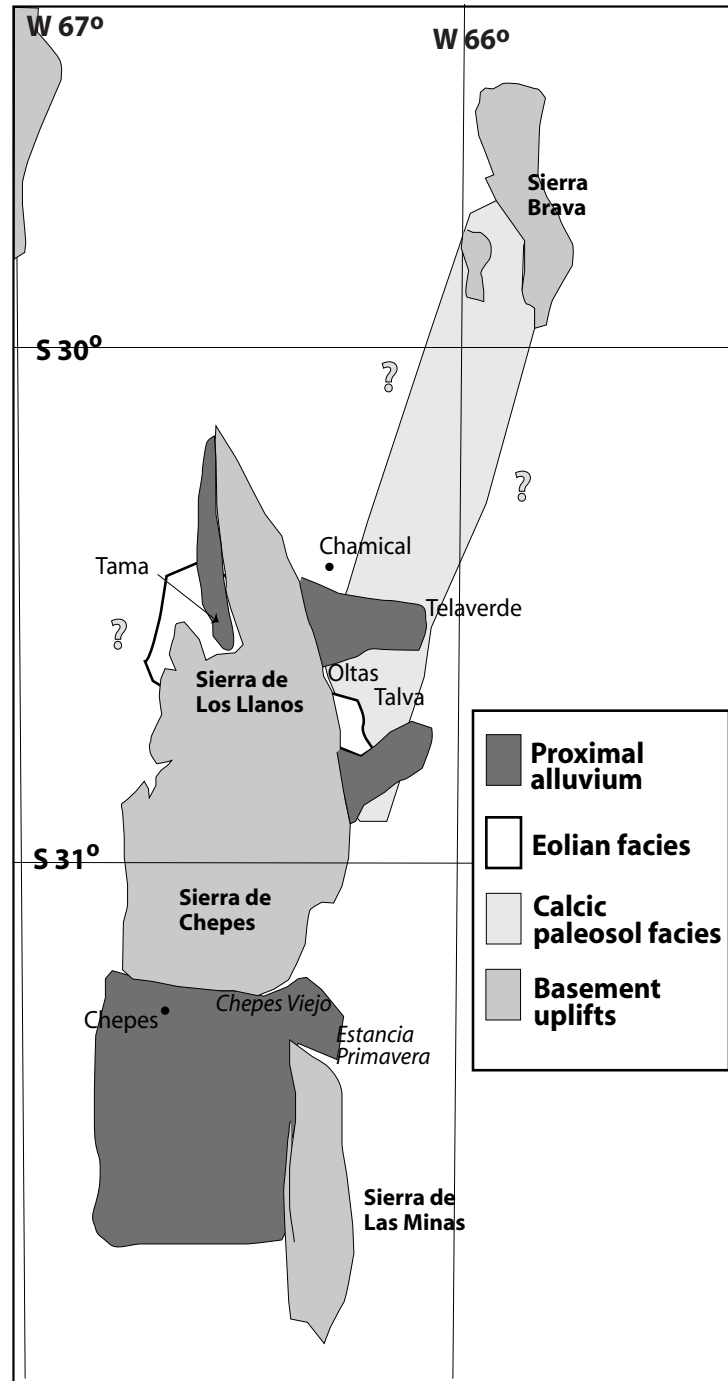 W 67º
W 66º
Sierra
Brava
S 30º
?
?
Chamical
Tama
Telaverde
?
Oltas
Sierra de
Los Llanos
Talva
Proximal
alluvium
Eolian facies
S 31º
Sierra de
Chepes
Calcic
paleosol facies
Basement
uplifts
Chepes Viejo
Chepes
Estancia
Primavera
Sierra de
Las Minas